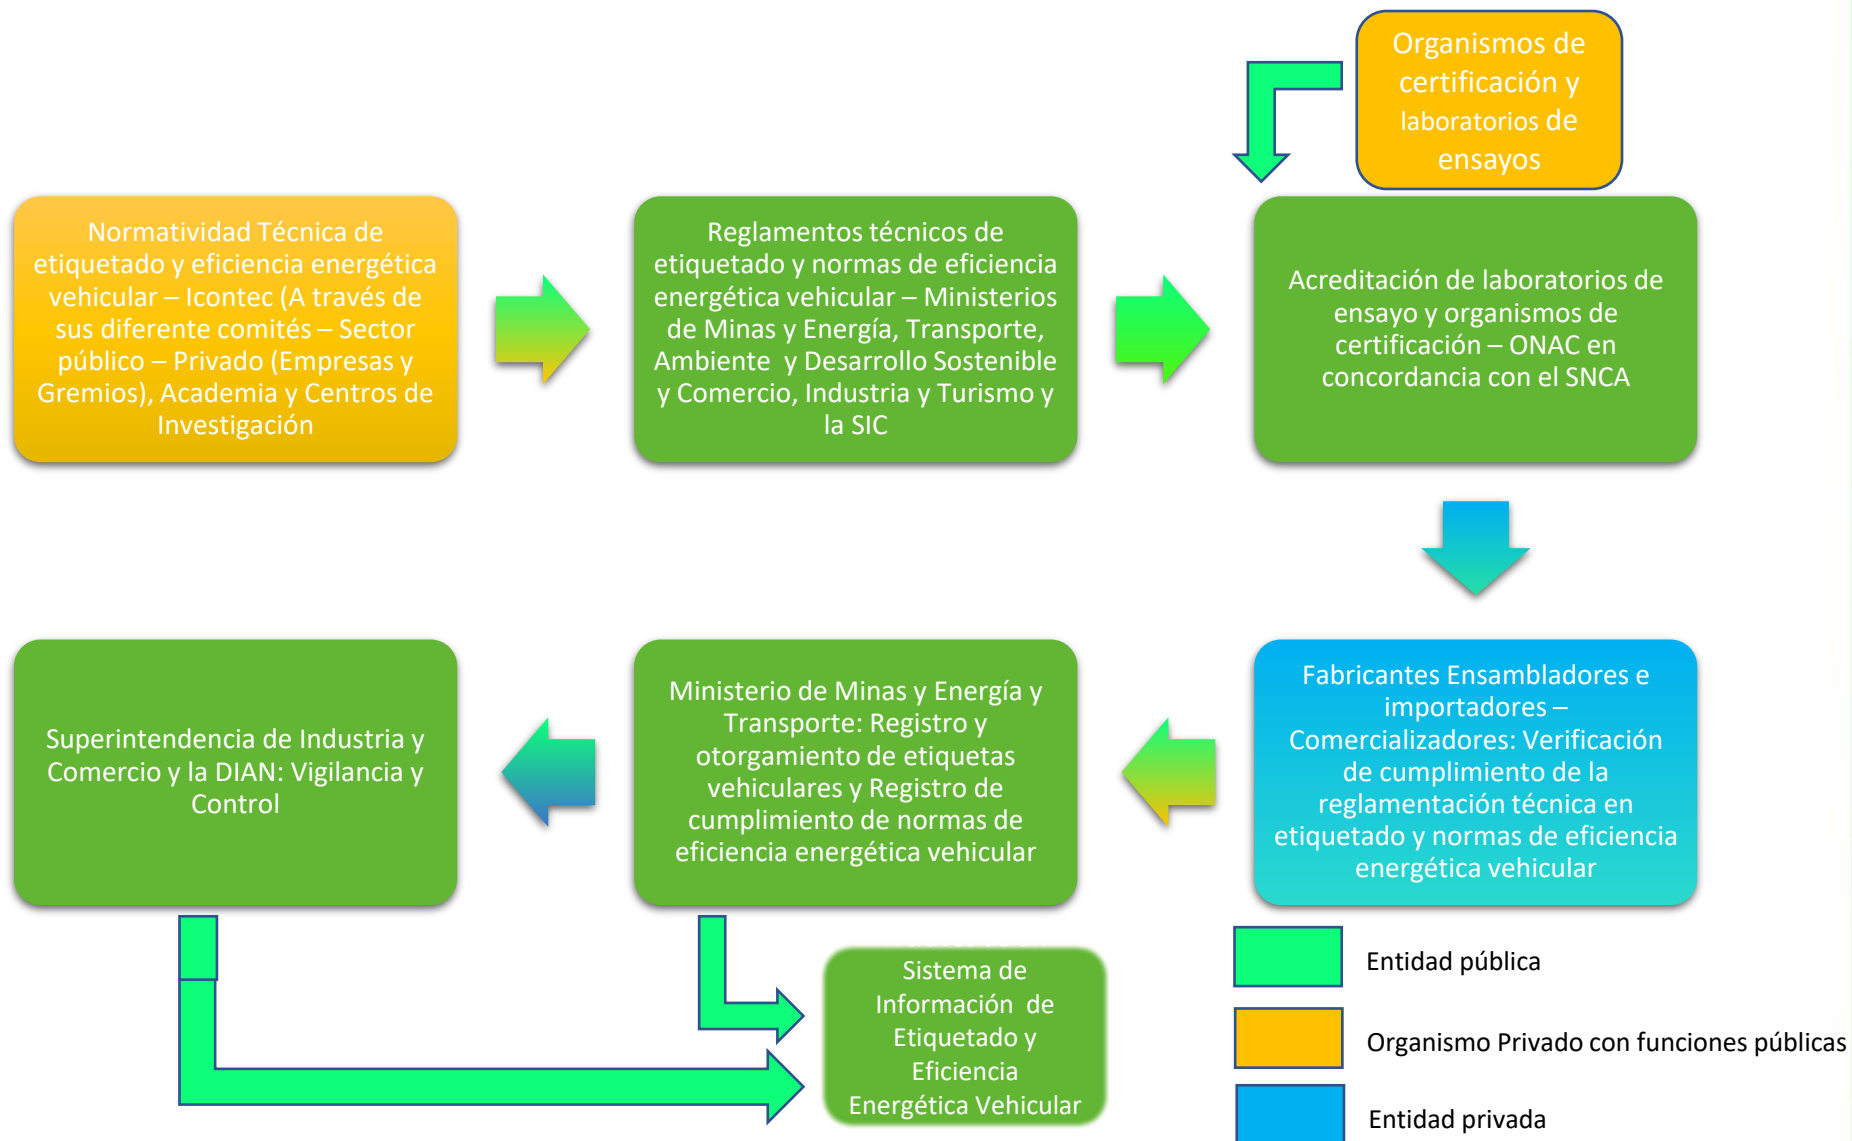 Organismos de
certificación y
laboratorios de
ensayos
Normatividad Técnica de
etiquetado y eficiencia energética
vehicular – Icontec (A través de
sus diferente comités – Sector
público – Privado (Empresas y
Gremios), Academia y Centros de
Investigación
Reglamentos técnicos de
etiquetado y normas de eficiencia
energética vehicular – Ministerios
de Minas y Energía, Transporte,
Ambiente y Desarrollo Sostenible
y Comercio, Industria y Turismo y
la SIC
Acreditación de laboratorios de
ensayo y organismos de
certificación – ONAC en
concordancia con el SNCA
Superintendencia de Industria y
Comercio y la DIAN: Vigilancia y
Control
Ministerio de Minas y Energía y
Transporte: Registro y
otorgamiento de etiquetas
vehiculares y Registro de
cumplimiento de normas de
eficiencia energética vehicular
Fabricantes Ensambladores e
importadores –
Comercializadores: Verificación
de cumplimiento de la
reglamentación técnica en
etiquetado y normas de eficiencia
energética vehicular
Sistema de
Información de
Etiquetado y
Eficiencia
Energética Vehicular
Entidad pública
Organismo Privado con funciones públicas
Entidad privada